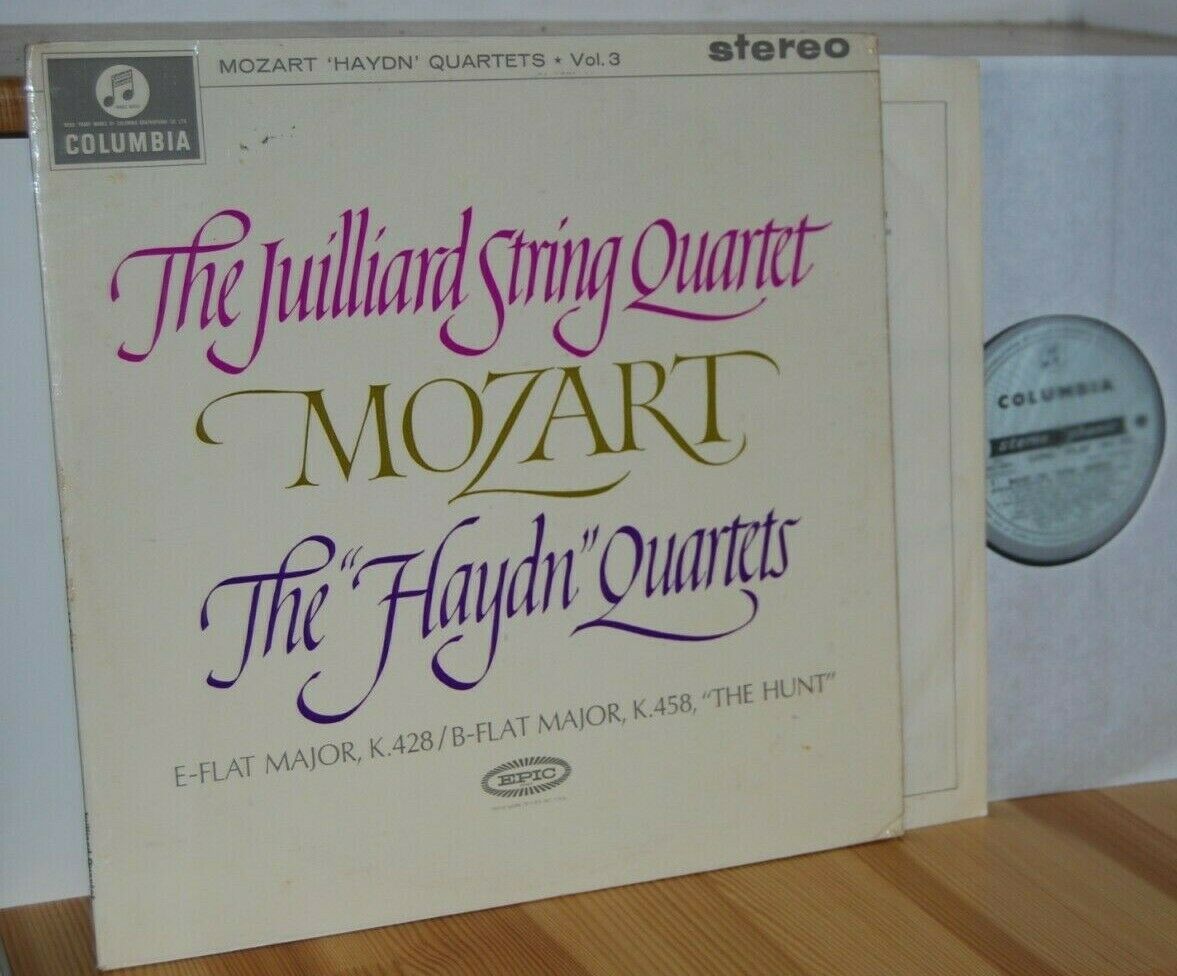 MOZART 'HAYDN' QUARTETS ★ Vol. 3
stereo
COLUMBIA
The Juilliard String Quartet
MOZART
The "Haydn" Quartets
E-FLAT MAJOR, K.428/B-FLAT MAJOR, K.458, "THE HUNT"
EPIC
COLUMBIA
stereo